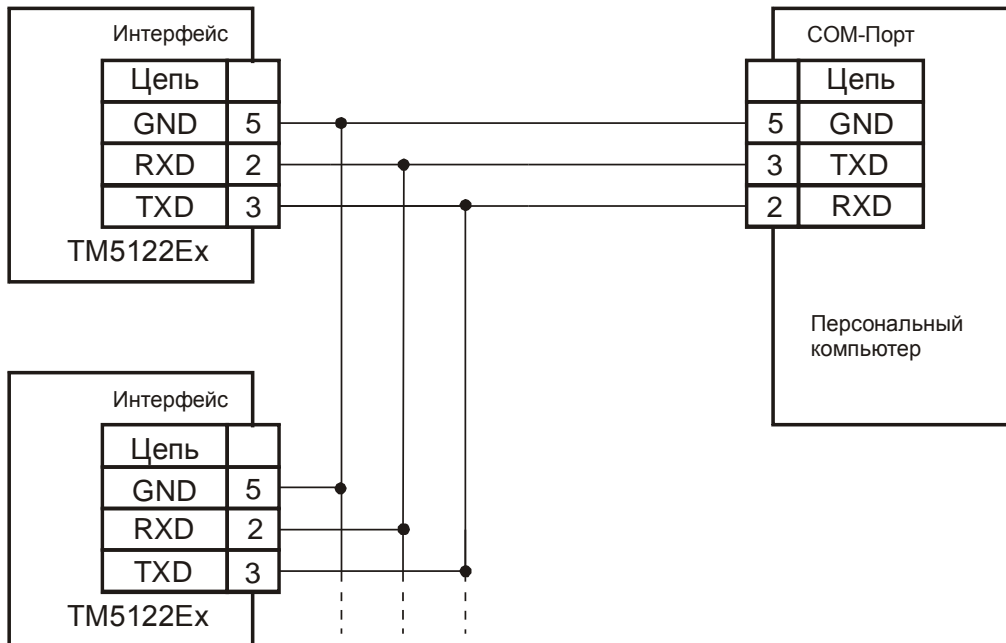 Интерфейс
Цепь
GND 5
RXD 2
TXD 3
TM5122Ex
COM-Порт
Цепь
5 GND
3 TXD
2 RXD
Персональный
компьютер
Интерфейс
Цепь
GND 5
RXD 2
TXD 3
TM5122Ex